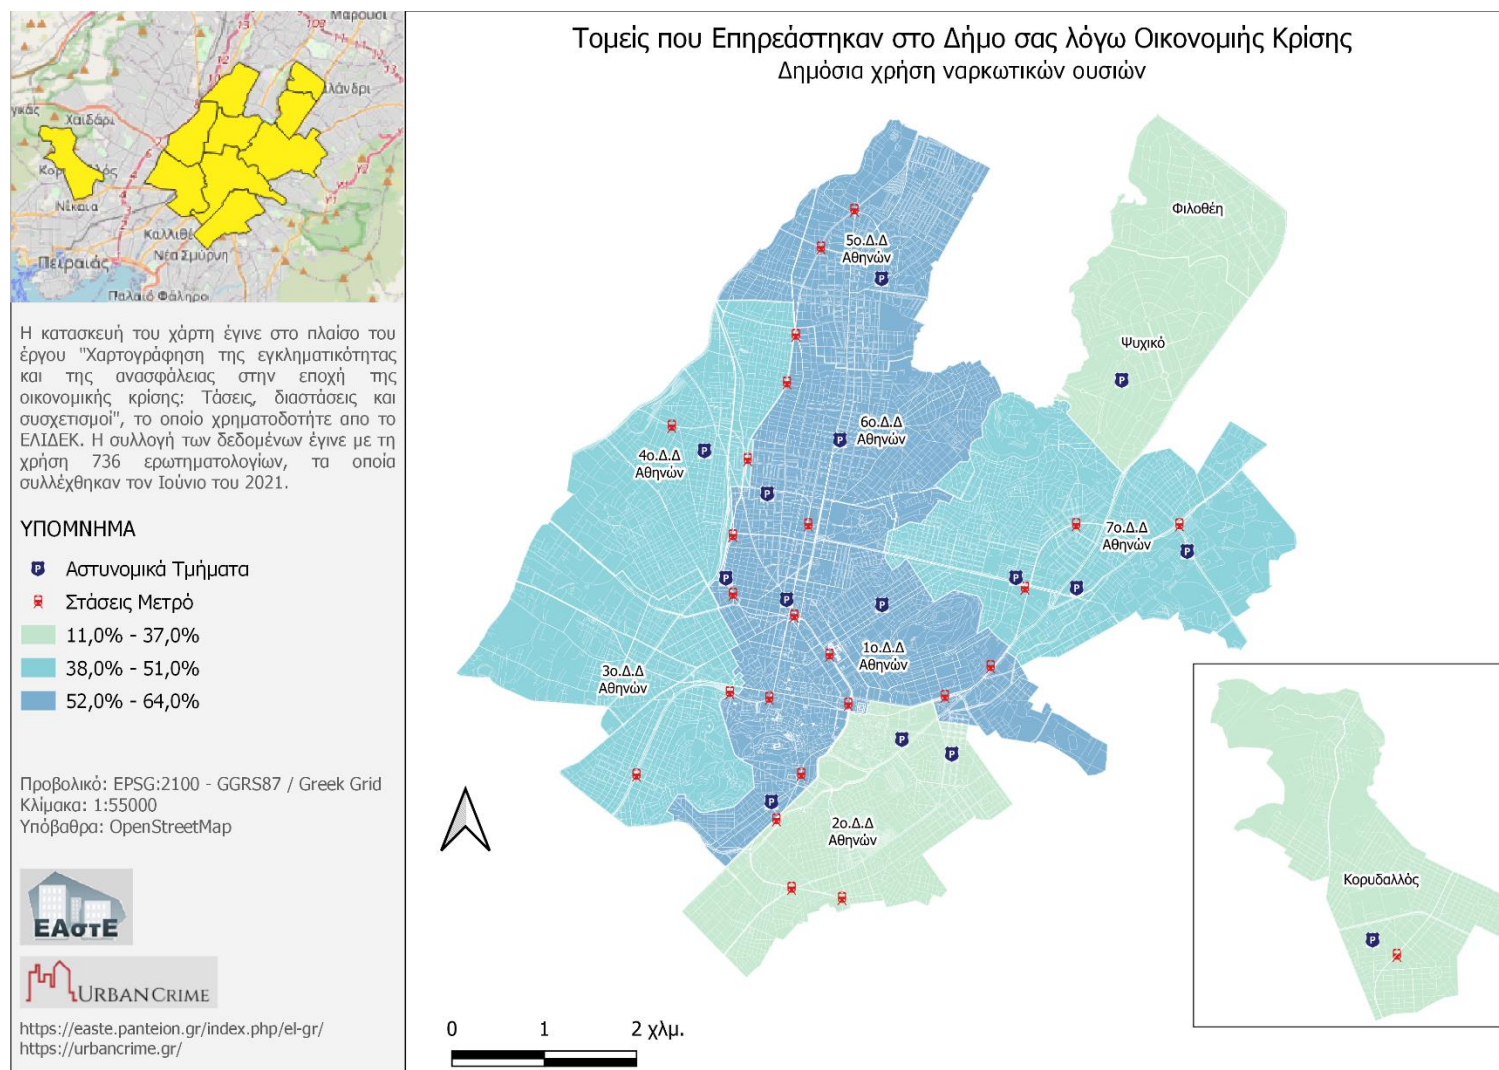 Τομείς που Επηρεάστηκαν στο Δήμο σας λόγω Οικονομιής Κρίσης
Δημόσια χρήση ναρκωτικών ουσιών
Μαρούσι
Χαϊδάρι
Νίκαια
Καλλιθέ
Νέα Σμύρνη
Πειραιάς
Παλαιό Φάληρο
Η κατασκευή του χάρτη έγινε στο πλαίσο του
έργου "Χαρτογράφηση της εγκληματικότητας
και της ανασφάλειας στην εποχή της
οικονομικής κρίσης: Τάσεις, διαστάσεις και
συσχετισμοί", το οποίο χρηματοδοτήτε απο το
ΕΛΙΔΕΚ. Η συλλογή των δεδομένων έγινε με τη
χρήση 736 ερωτηματολογίων, τα οποία
συλλέχθηκαν τον Ιούνιο του 2021.
ΥΠΟΜΝΗΜΑ
Αστυνομικά Τμήματα
Στάσεις Μετρό
11,0% - 37,0%
38,0% - 51,0%
52,0% - 64,0%
Προβολικό: EPSG:2100 - GGRS87 / Greek Grid
Κλίμακα: 1:55000
Υπόβαθρα: OpenStreetMap
ΕΑστΕ
URBANCRIME
https://easte.panteion.gr/index.php/el-gr/
https://urbancrime.gr/
Φιλοθέη
5ο.Δ.Δ
Αθηνών
Ψυχικό
6ο.Δ.Δ
Αθηνών
4ο.Δ.Δ
Αθηνών
7ο.Δ.Δ
Αθηνών
1ο.Δ.Δ
Αθηνών
3ο.Δ.Δ
Αθηνών
2ο.Δ.Δ
Αθηνών
Κορυδαλλός
0 1 2 χλμ.